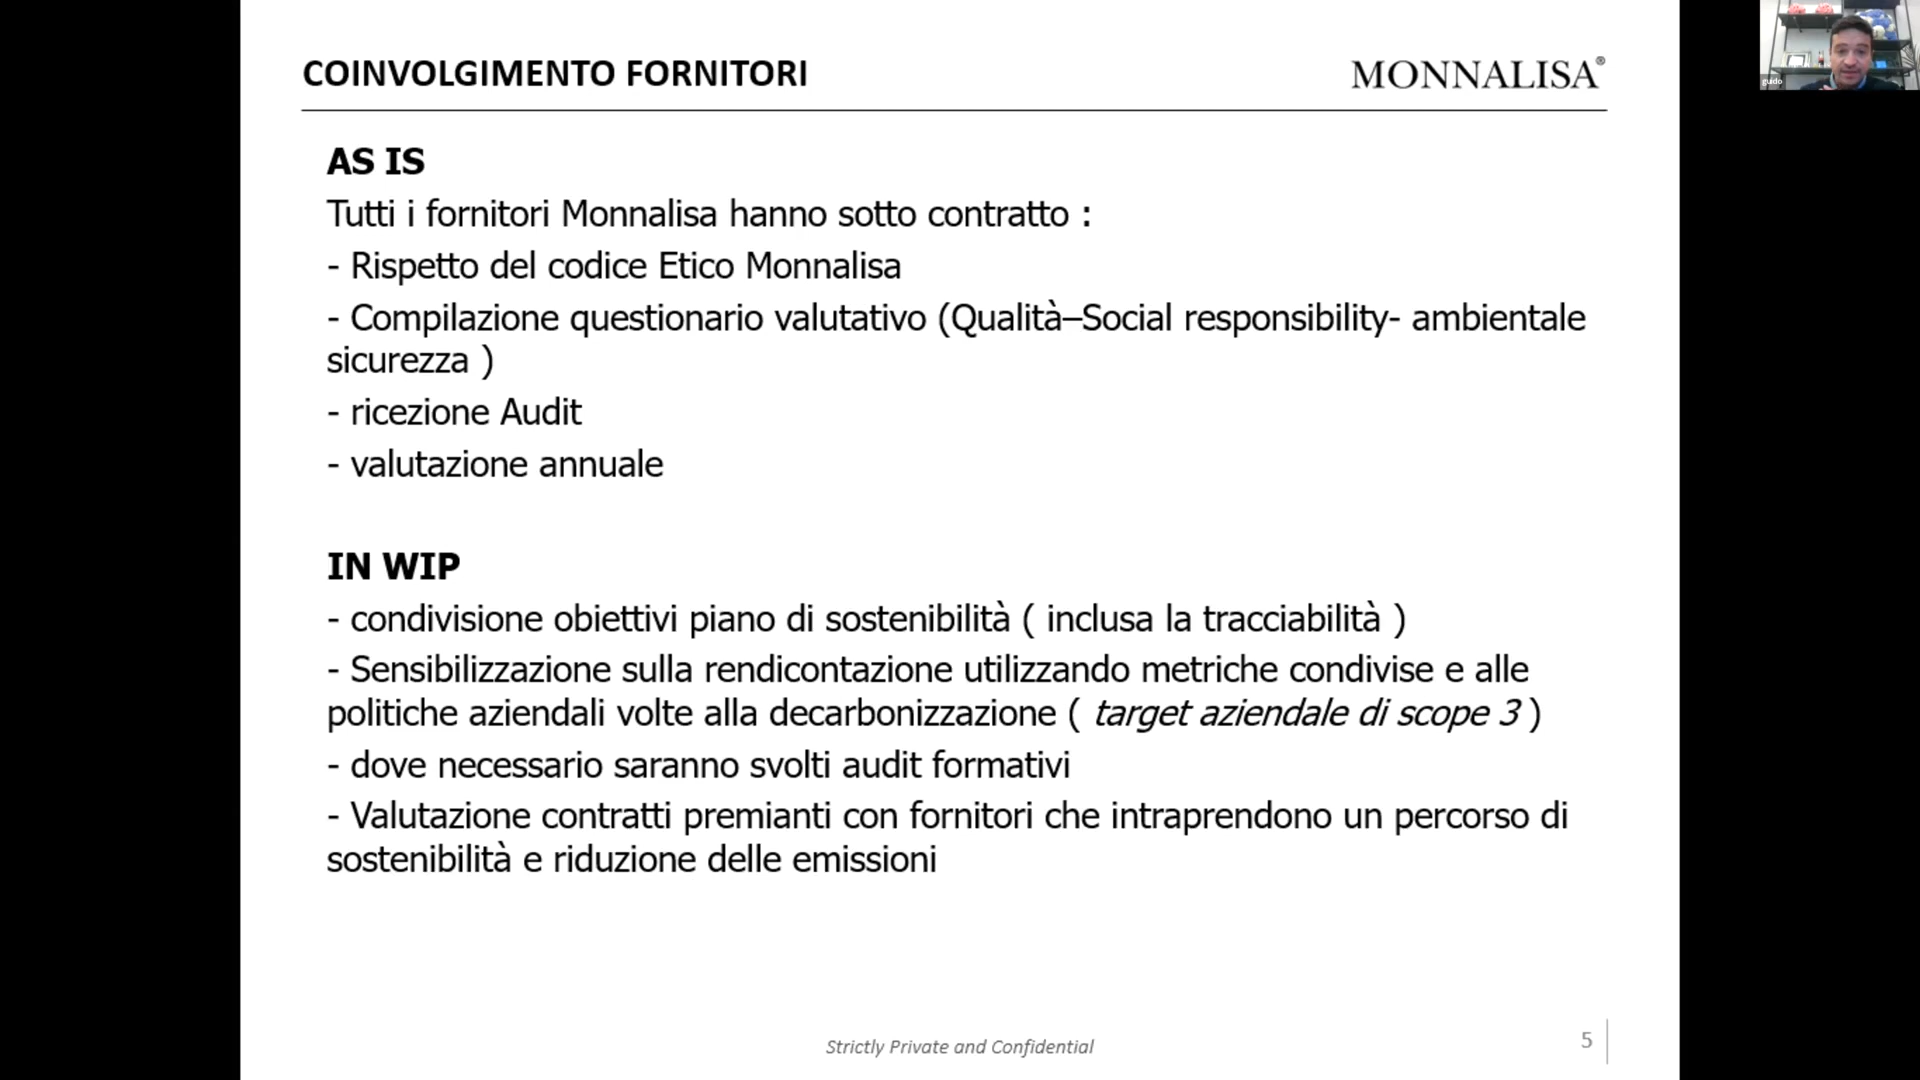 COINVOLGIMENTO FORNITORI
MONNALISA®
guido
AS IS
Tutti i fornitori Monnalisa hanno sotto contratto :
- Rispetto del codice Etico Monnalisa
- Compilazione questionario valutativo (Qualità–Social responsibility- ambientale
sicurezza )
- ricezione Audit
- valutazione annuale
IN WIP
- condivisione obiettivi piano di sostenibilità ( inclusa la tracciabilità )
- Sensibilizzazione sulla rendicontazione utilizzando metriche condivise e alle
politiche aziendali volte alla decarbonizzazione ( target aziendale di scope 3 )
- dove necessario saranno svolti audit formativi
- Valutazione contratti premianti con fornitori che intraprendono un percorso di
sostenibilità e riduzione delle emissioni
Strictly Private and Confidential
5